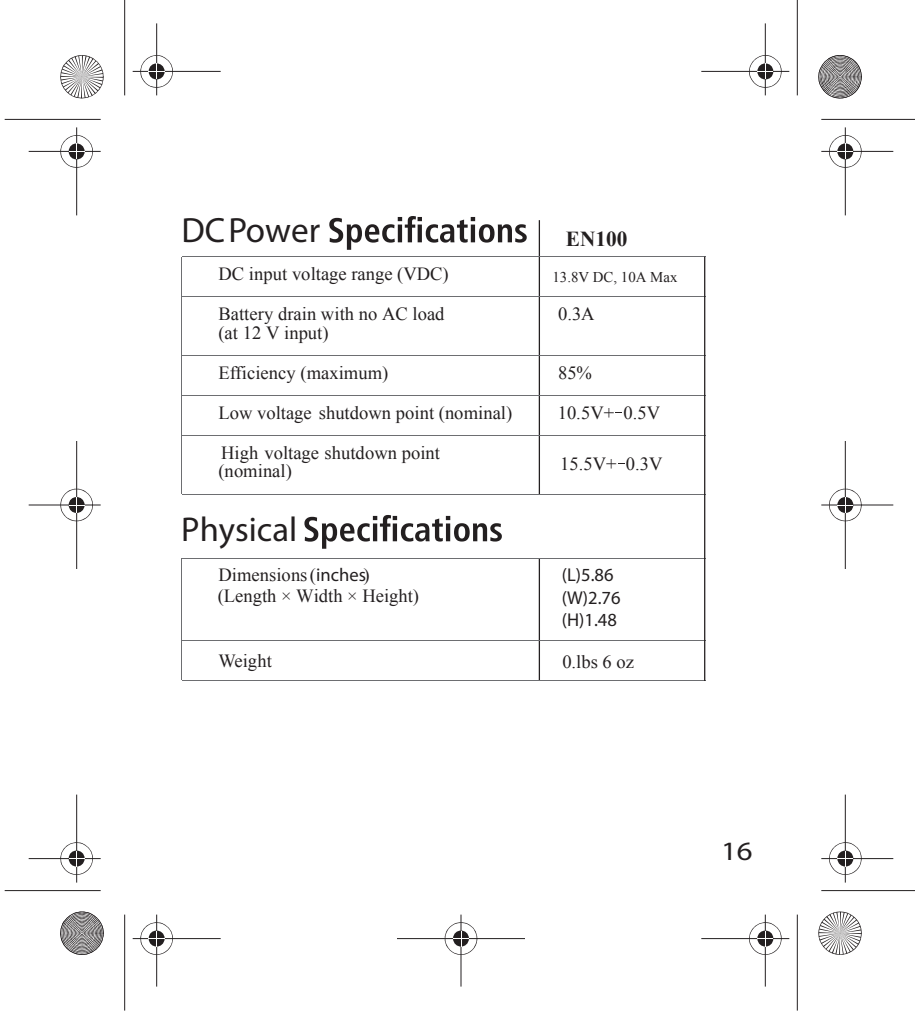 DC Power Specifications
EN100
DC input voltage range (VDC)
13.8V DC, 10A Max
Battery drain with no AC load
(at 12 V input)
0.3A
Efficiency (maximum)
85%
Low voltage shutdown point (nominal)
10.5V+-0.5V
High voltage shutdown point
(nominal)
15.5V+-0.3V
Physical Specifications
Dimensions (inches)
(Length × Width × Height)
(L)5.86
(W)2.76
(H)1.48
Weight
0.lbs 6 oz
16